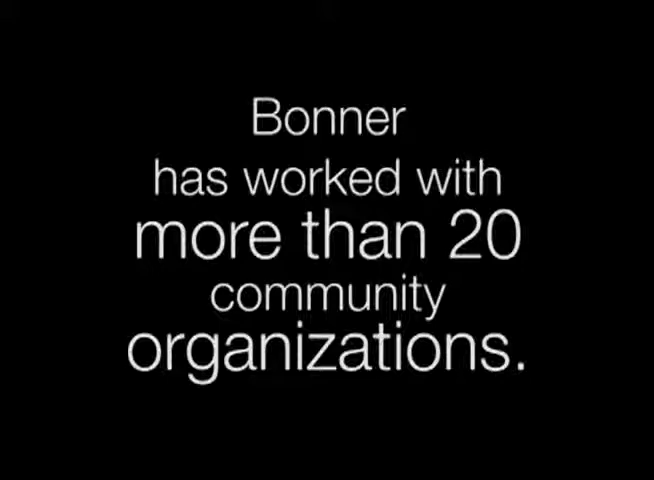 Bonner
has worked with
more than 20
community
organizations.